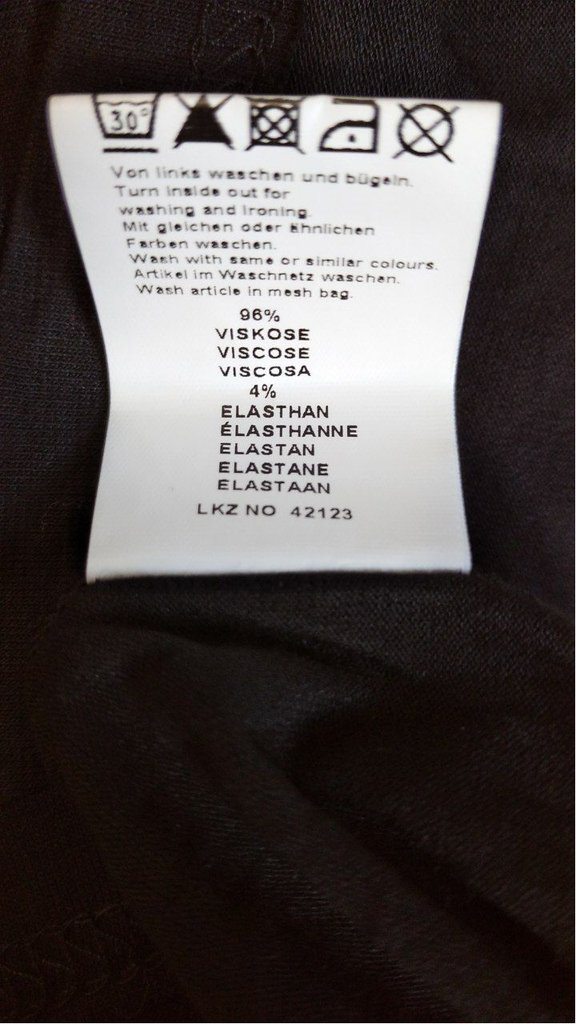 30°
Von links waschen und bügeln.
Turn inside out for
washing and ironing.
Mit gleichen oder ähnlichen
Farben waschen.
Wash with same or similar colours.
Artikel im Waschnetz waschen.
Wash article in mesh bag.
96%
VISKOSE
VISCOSE
VISCOSA
4%
ELASTHAN
ÉLASTHANNE
ELASTAN
ELASTANE
ELASTAAN
LKZ NO 42123